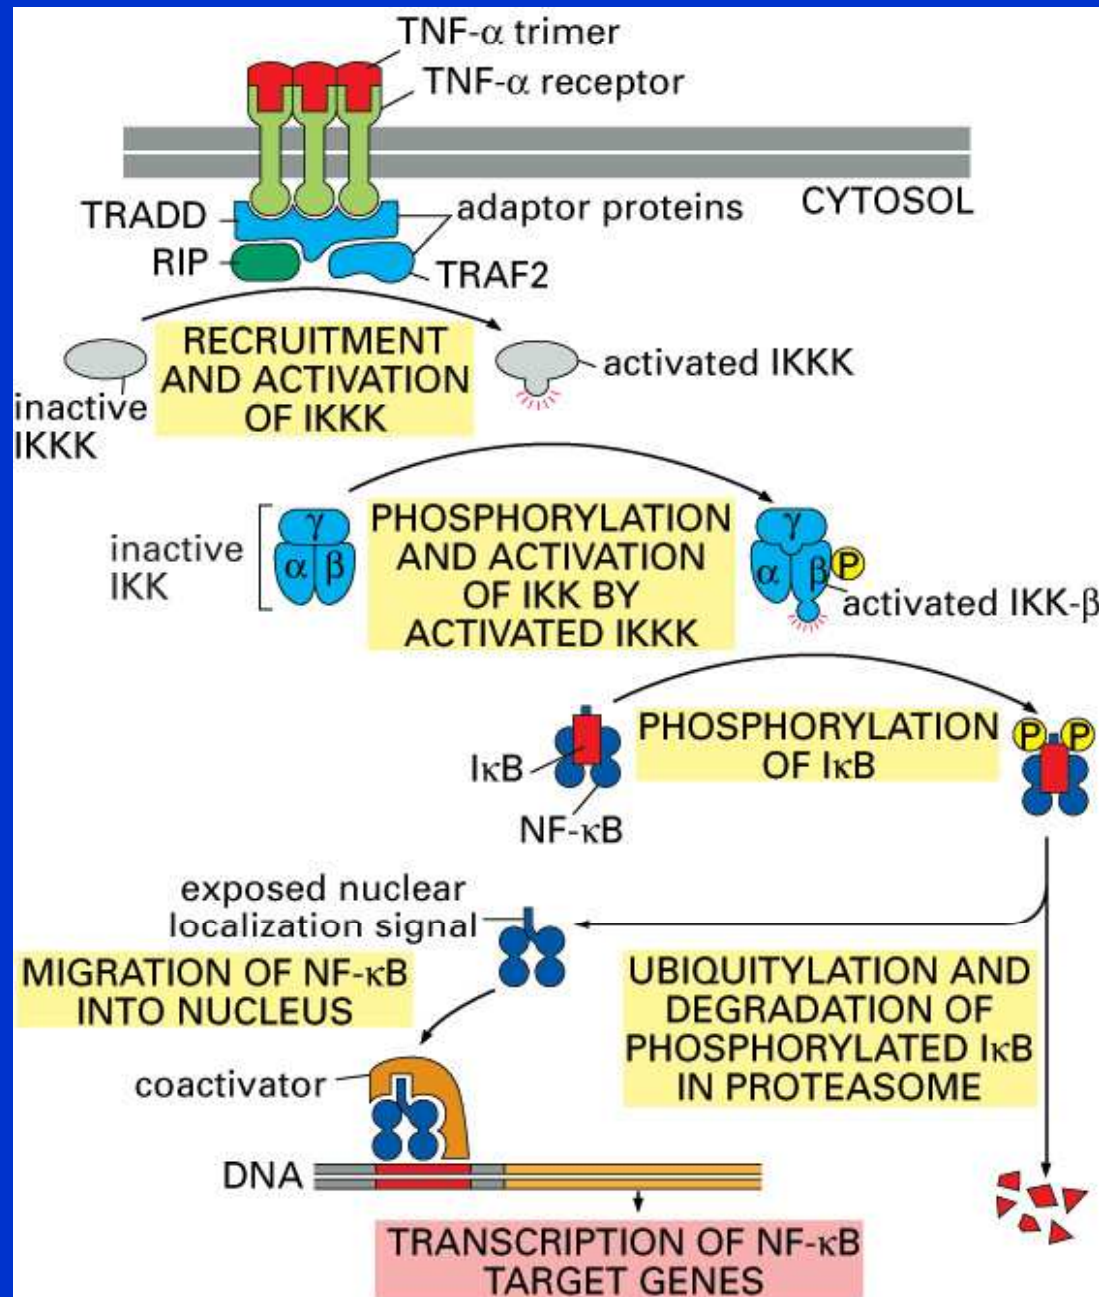 TNF-α trimer
TNF-α receptor
CYTOSOL
TRADD
adaptor proteins
RIP
TRAF2
RECRUITMENT
AND ACTIVATION
OF IKKK
inactive
IKKK
activated IKKK
inactive
IKK
γ
α β
PHOSPHORYLATION
AND ACTIVATION
OF IKK BY
ACTIVATED IKKK
γ
α β P
activated IKK-β
IκB
NF-κB
PHOSPHORYLATION
OF IκB
P P
exposed nuclear
localization signal
MIGRATION OF NF-κB
INTO NUCLEUS
UBIQUITYLATION AND
DEGRADATION OF
PHOSPHORYLATED IκB
IN PROTEASOME
coactivator
DNA
TRANSCRIPTION OF NF-κB
TARGET GENES